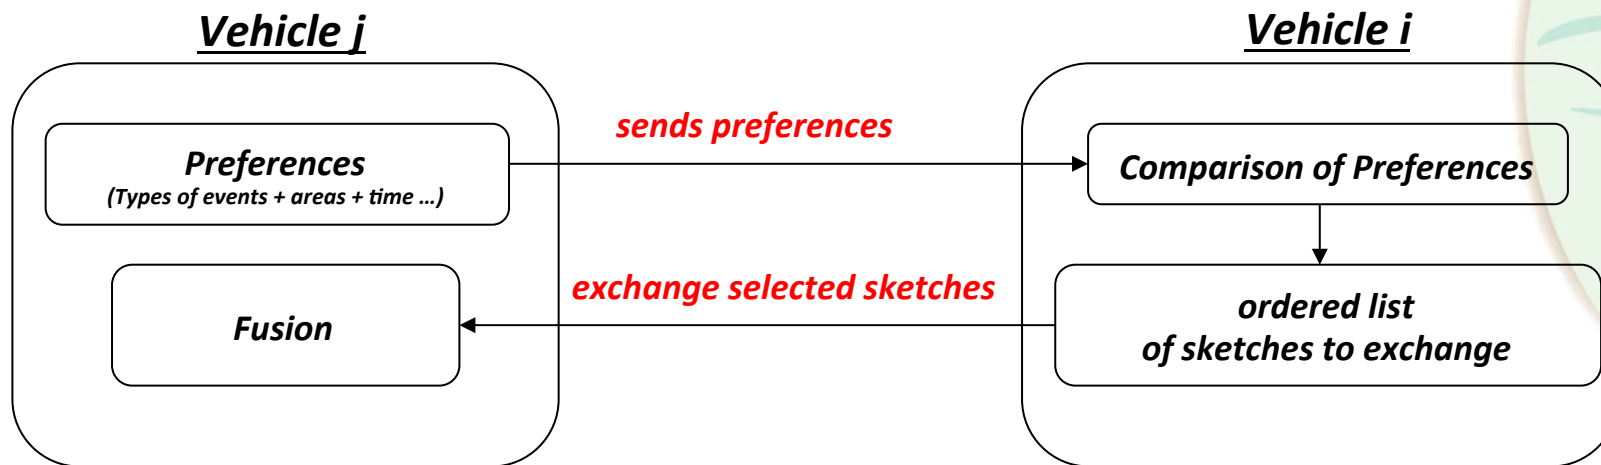 Vehicle j
Vehicle i
Preferences
(Types of events + areas + time ...)
sends preferences
Comparison of Preferences
exchange selected sketches
Fusion
ordered list
of sketches to exchange